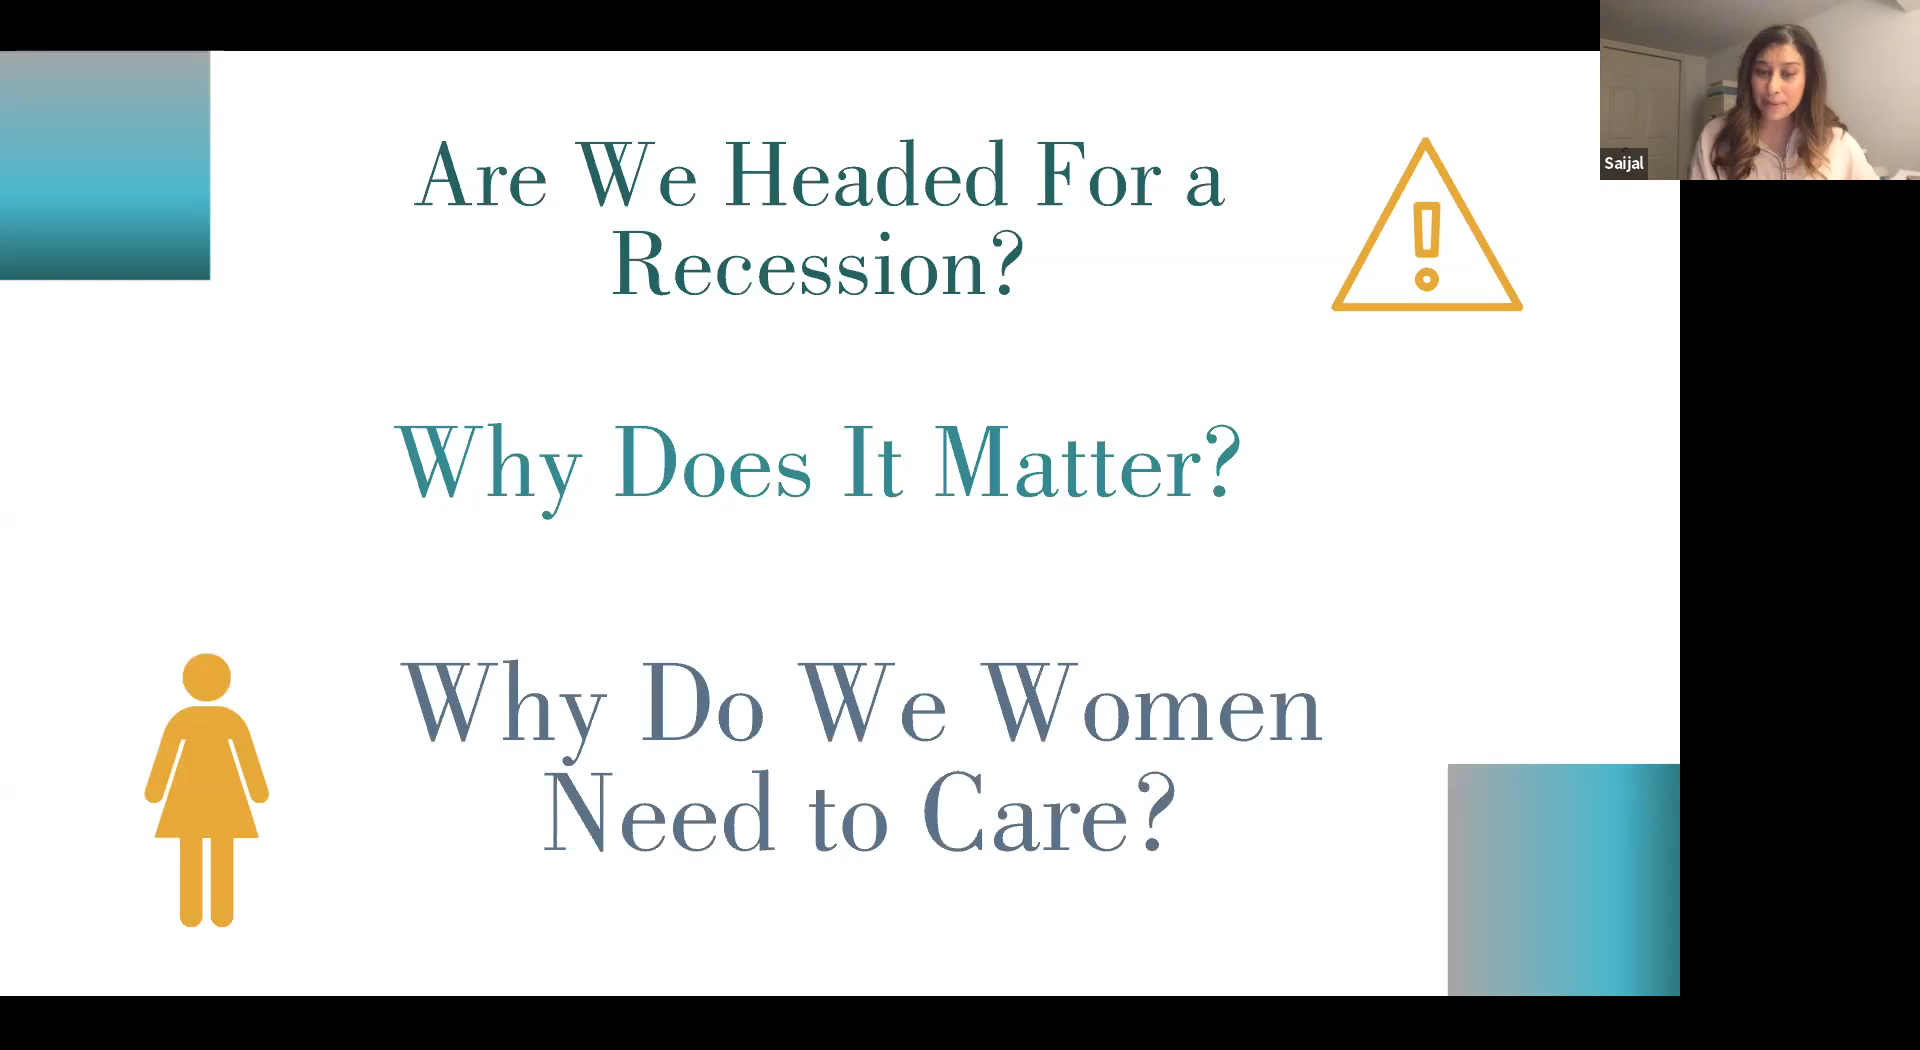 Are We Headed For a
Recession?
Why Does It Matter?
Why Do We Women
Need to Care?
Saijal